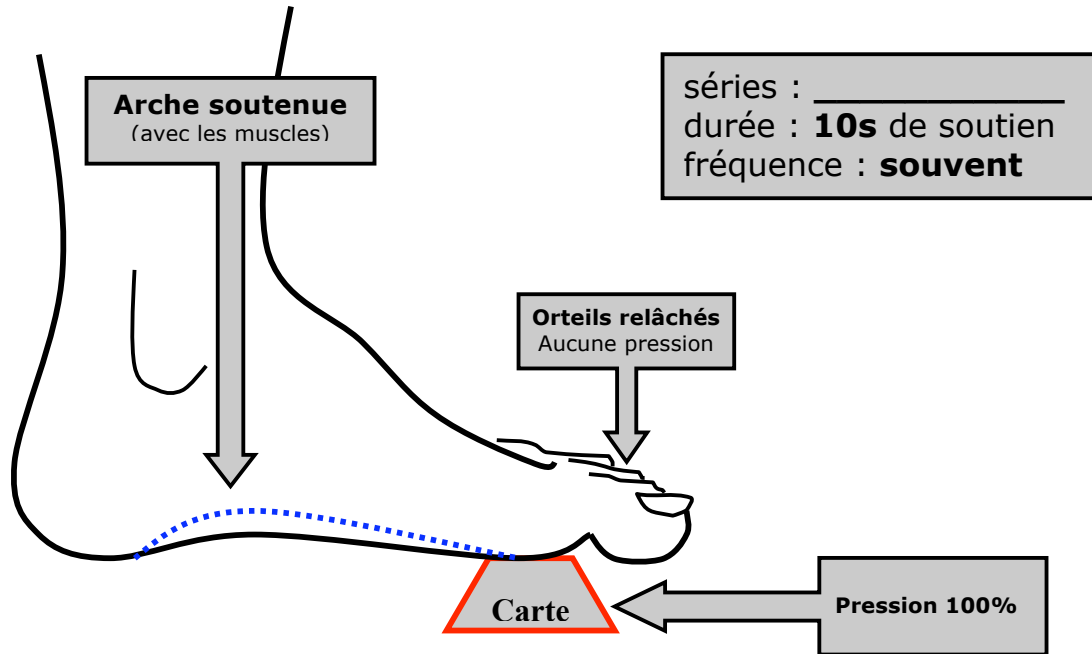 Arche soutenue
(avec les muscles)
séries : ______________
durée : 10s de soutien
fréquence : souvent
Orteils relâchés
Aucune pression
Carte
Pression 100%